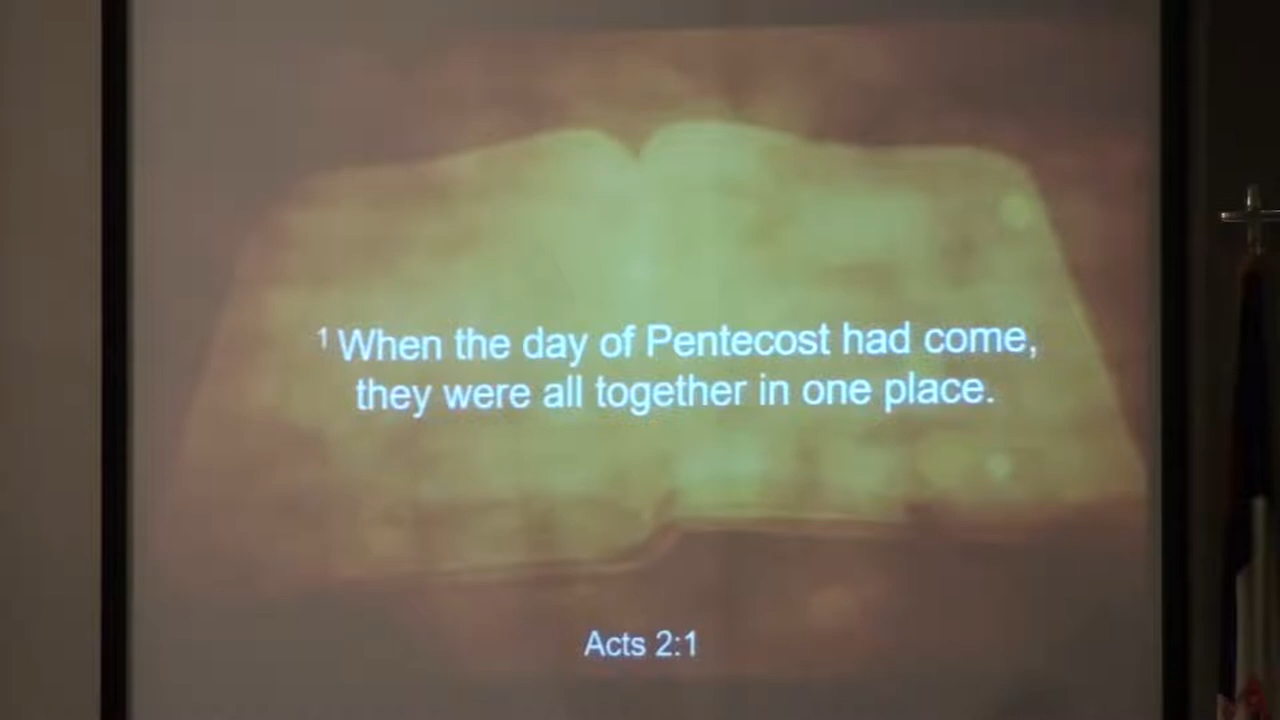 ¹ When the day of Pentecost had come,
they were all together in one place.
Acts 2:1